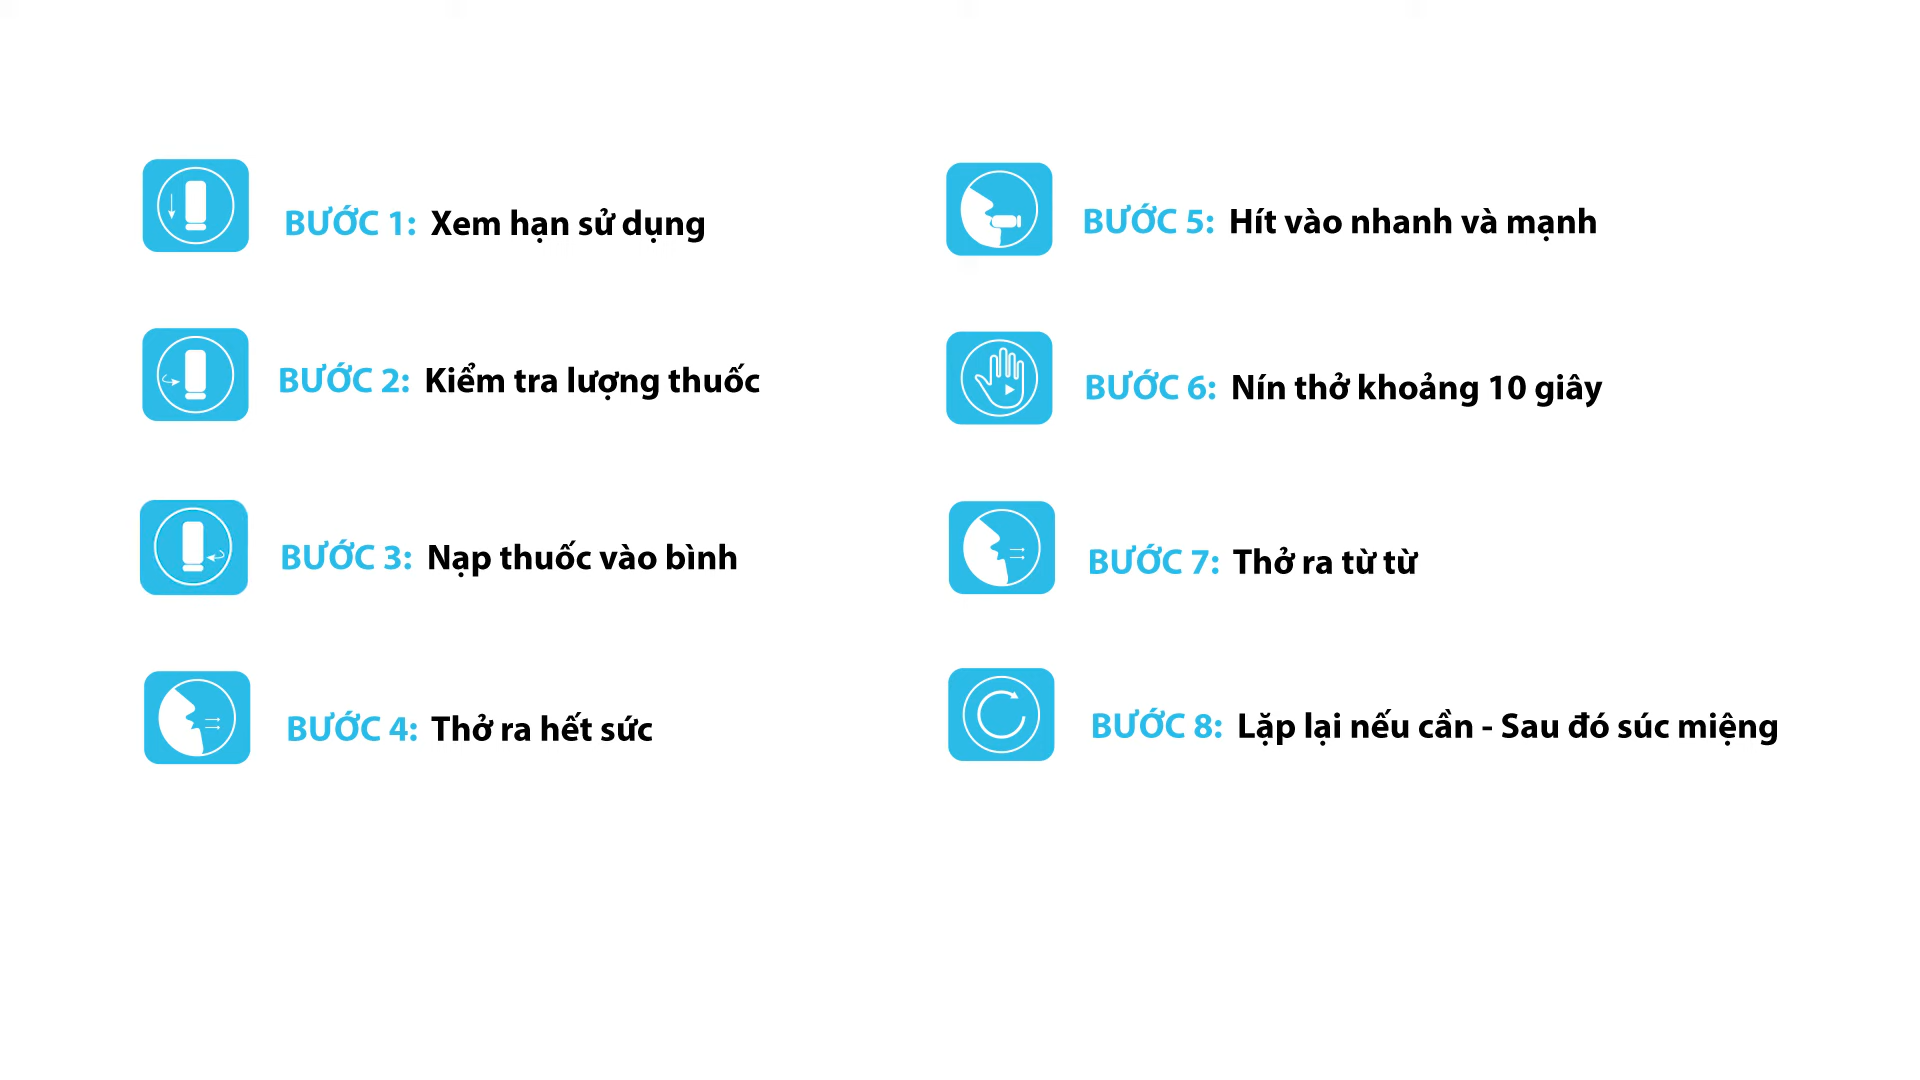 BƯỚC 1: Xem hạn sử dụng
BƯỚC 2: Kiểm tra lượng thuốc
BƯỚC 3: Nạp thuốc vào bình
BƯỚC 4: Thở ra hết sức
BƯỚC 5: Hít vào nhanh và mạnh
BƯỚC 6: Nín thở khoảng 10 giây
BƯỚC 7: Thở ra từ từ
BƯỚC 8: Lặp lại nếu cần - Sau đó súc miệng